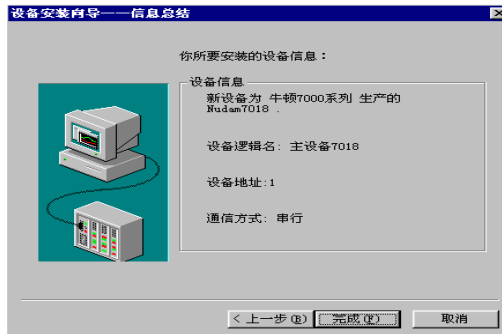 设备安装向导——信息总结
你所要安装的设备信息：
设备信息
新设备为 牛顿7000系列 生产的
Nudam7018 .
设备逻辑名: 主设备7018
设备地址:1
通信方式: 串行
< 上一步(B) 完成(F) 取消